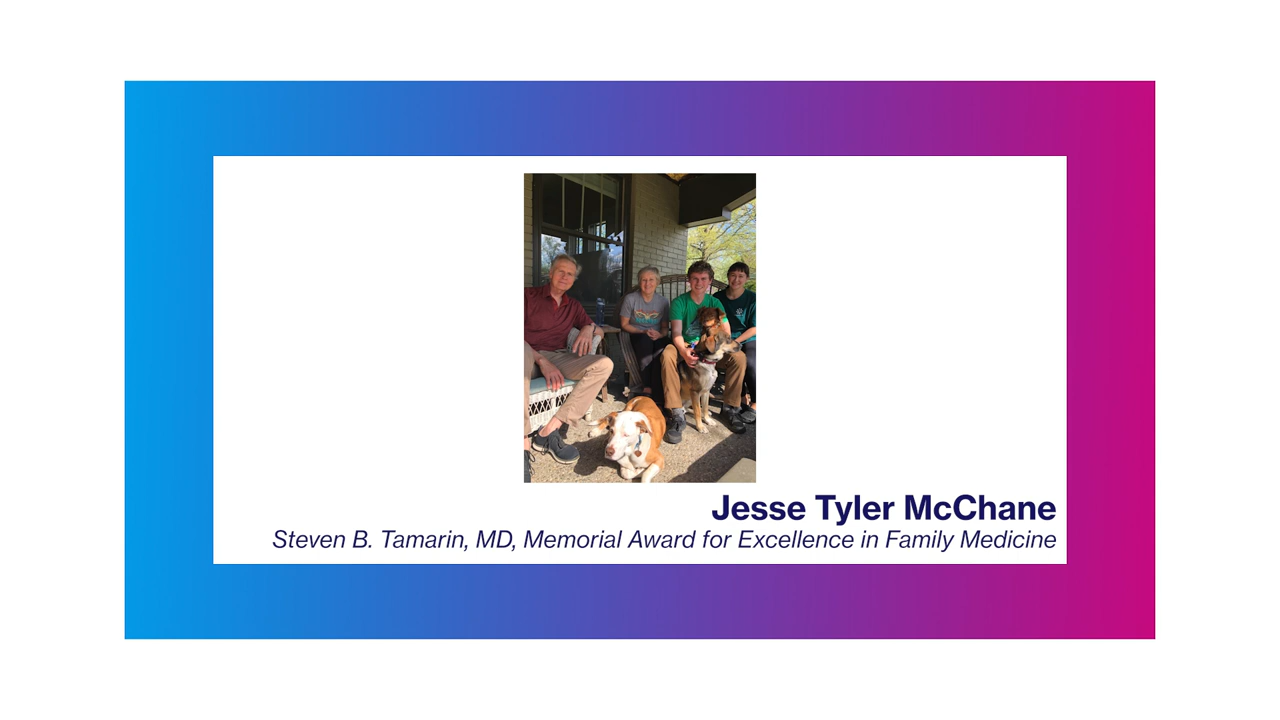 Jesse Tyler McChane
Steven B. Tamarin, MD, Memorial Award for Excellence in Family Medicine